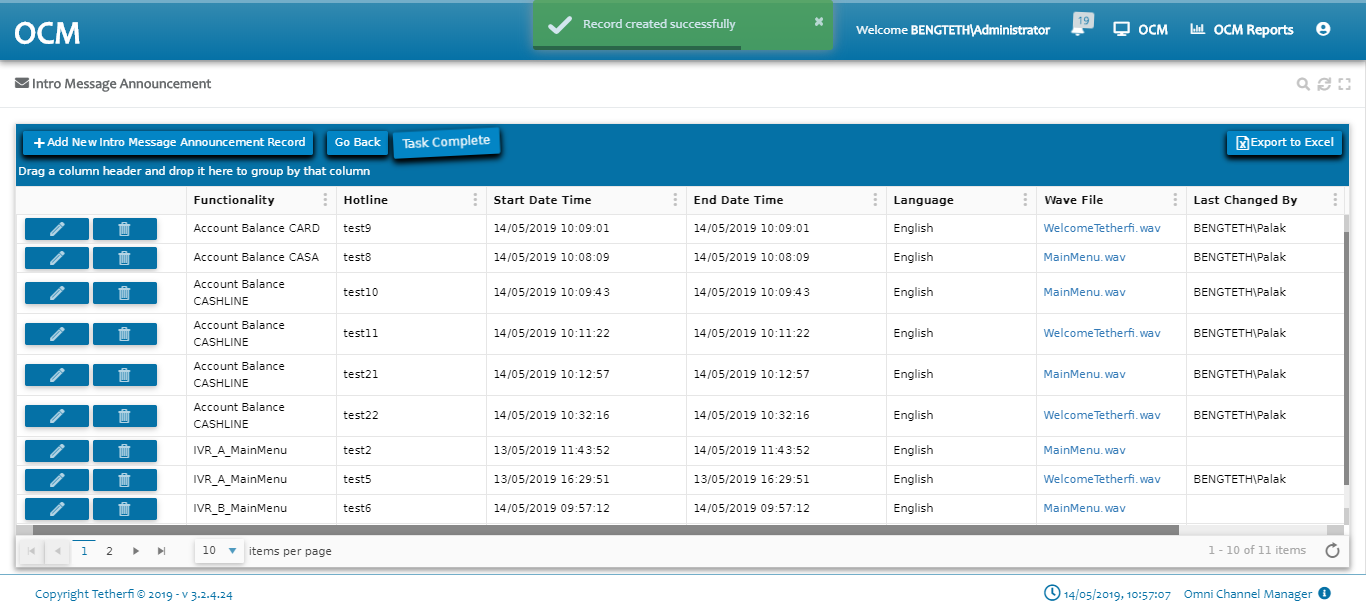 OCM
Record created successfully
Welcome BENGTETH\Administrator
19
OCM
OCM Reports
Intro Message Announcement
Add New Intro Message Announcement Record
Go Back
Task Complete
Export to Excel
Drag a column header and drop it here to group by that column
Functionality Hotline Start Date Time End Date Time Language Wave File Last Changed By
Account Balance CARD test9 14/05/2019 10:09:01 14/05/2019 10:09:01 English WelcomeTetherfi.wav BENGTETH\Palak
Account Balance CASA test8 14/05/2019 10:08:09 14/05/2019 10:08:09 English MainMenu.wav BENGTETH\Palak
Account Balance
CASHLINE test10 14/05/2019 10:09:43 14/05/2019 10:09:43 English MainMenu.wav BENGTETH\Palak
Account Balance
CASHLINE test11 14/05/2019 10:11:22 14/05/2019 10:11:22 English WelcomeTetherfi.wav BENGTETH\Palak
Account Balance
CASHLINE test21 14/05/2019 10:12:57 14/05/2019 10:12:57 English MainMenu.wav BENGTETH\Palak
Account Balance
CASHLINE test22 14/05/2019 10:32:16 14/05/2019 10:32:16 English WelcomeTetherfi.wav BENGTETH\Palak
IVR_A_MainMenu test2 13/05/2019 11:43:52 14/05/2019 11:43:52 English MainMenu.wav
IVR_A_MainMenu test5 13/05/2019 16:29:51 13/05/2019 16:29:51 English WelcomeTetherfi.wav BENGTETH\Palak
IVR_B_MainMenu test6 14/05/2019 09:57:12 14/05/2019 09:57:12 English MainMenu.wav
1 2 10 items per page 1 - 10 of 11 items
Copyright Tetherfi © 2019 - v 3.2.4.24
14/05/2019, 10:57:07 Omni Channel Manager